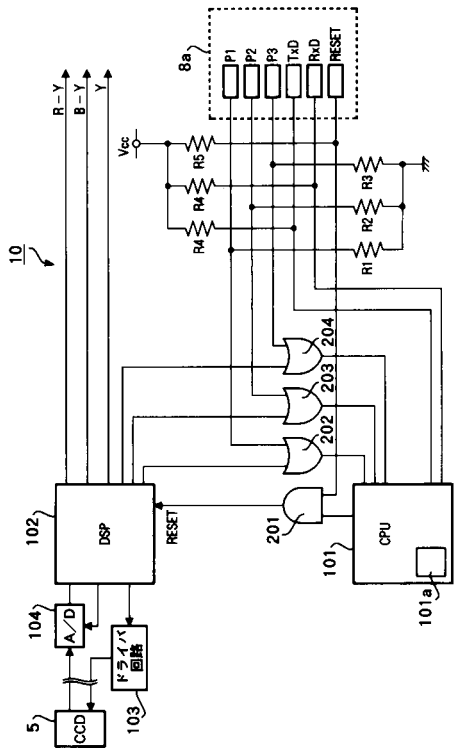 10
R-Y
B-Y
Y
Vcc
8a
P1
P2
P3
TxD
RxD
RESET
R5
R4
R4
R3
R2
R1
102
DSP
RESET
104
A/D
5
CCD
ドライバ
回路
103
204
203
202
201
101
CPU
101a